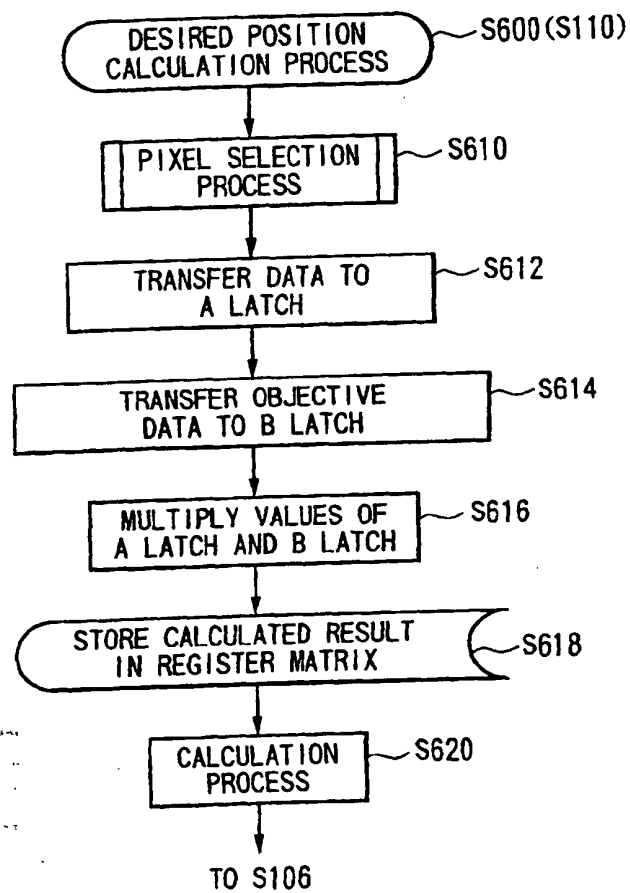 DESIRED POSITION
CALCULATION PROCESS
S600(S110)
PIXEL SELECTION
PROCESS
S610
TRANSFER DATA TO
A LATCH
S612
TRANSFER OBJECTIVE
DATA TO B LATCH
S614
MULTIPLY VALUES OF
A LATCH AND B LATCH
S616
STORE CALCULATED RESULT
IN REGISTER MATRIX
S618
CALCULATION
PROCESS
S620
TO S106